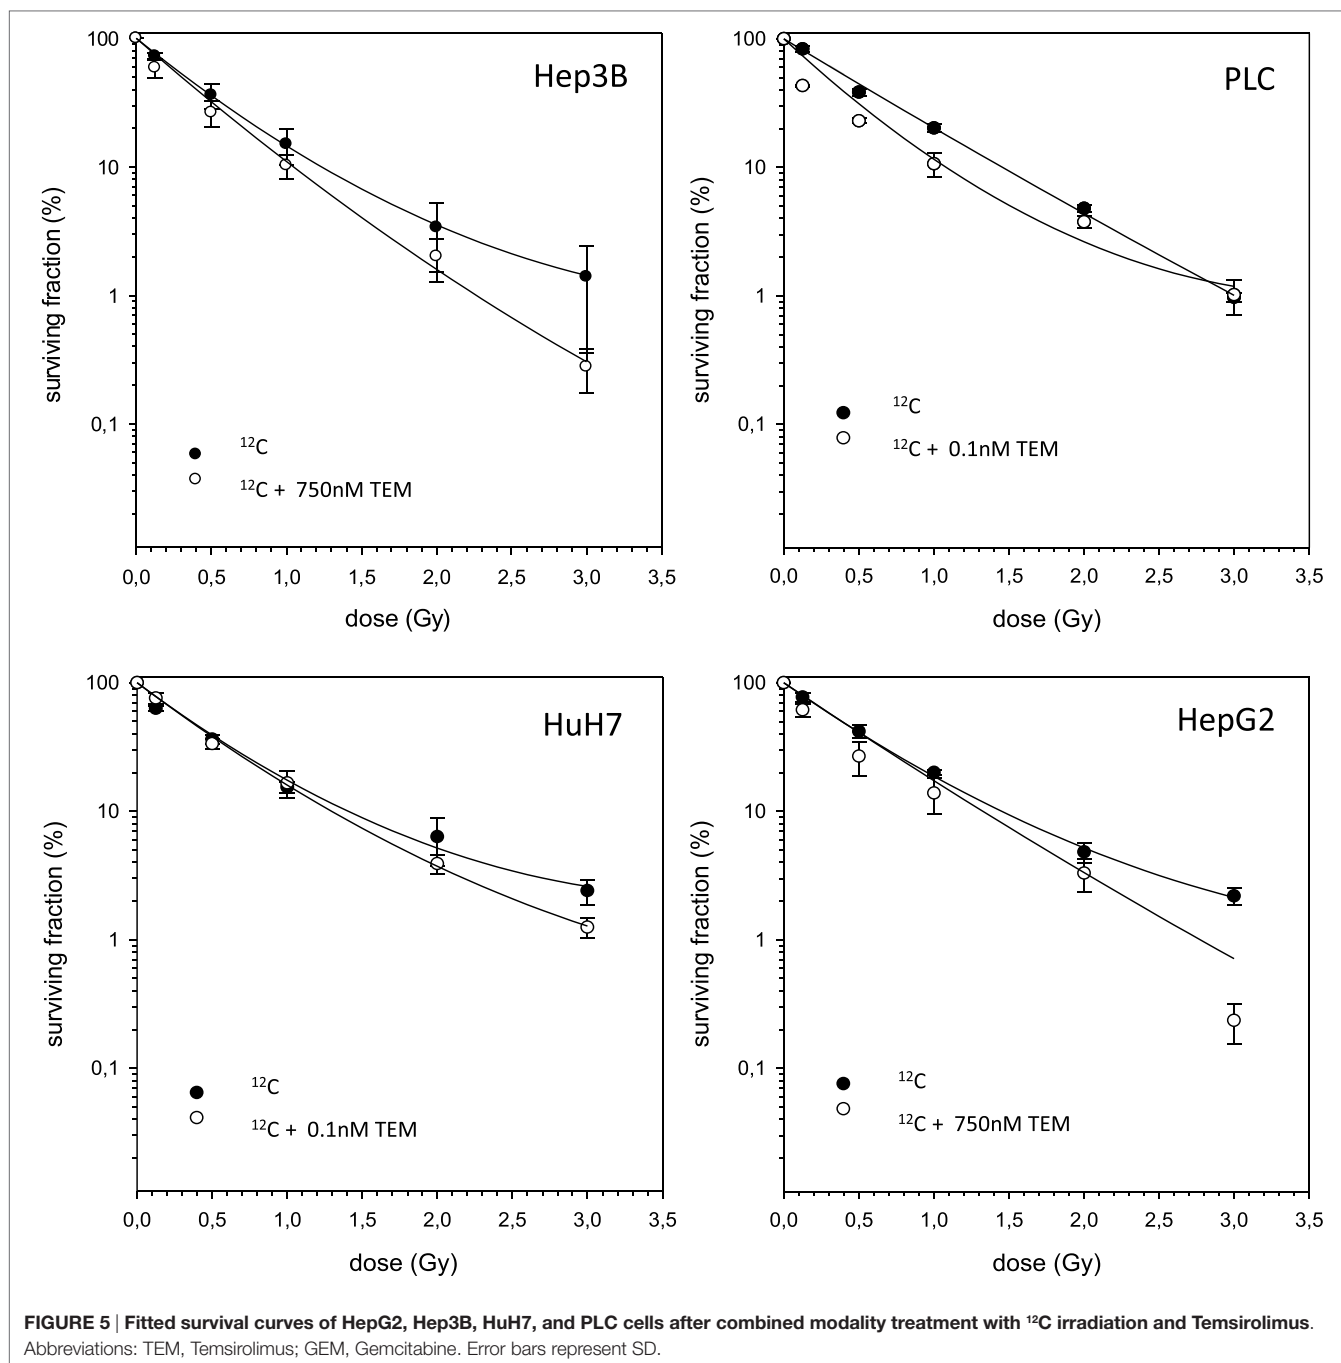 Hep3B
surviving fraction (%)
100
10
1
0,1
¹²C
¹²C + 750nM TEM
0,0 0,5 1,0 1,5 2,0 2,5 3,0 3,5
dose (Gy)
PLC
surviving fraction (%)
100
10
1
0,1
¹²C
¹²C + 0.1nM TEM
0,0 0,5 1,0 1,5 2,0 2,5 3,0 3,5
dose (Gy)
HuH7
surviving fraction (%)
100
10
1
0,1
¹²C
¹²C + 0.1nM TEM
0,0 0,5 1,0 1,5 2,0 2,5 3,0 3,5
dose (Gy)
HepG2
surviving fraction (%)
100
10
1
0,1
¹²C
¹²C + 750nM TEM
0,0 0,5 1,0 1,5 2,0 2,5 3,0 3,5
dose (Gy)
FIGURE 5 | Fitted survival curves of HepG2, Hep3B, HuH7, and PLC cells after combined modality treatment with ¹²C irradiation and Temsirolimus.
Abbreviations: TEM, Temsirolimus; GEM, Gemcitabine. Error bars represent SD.